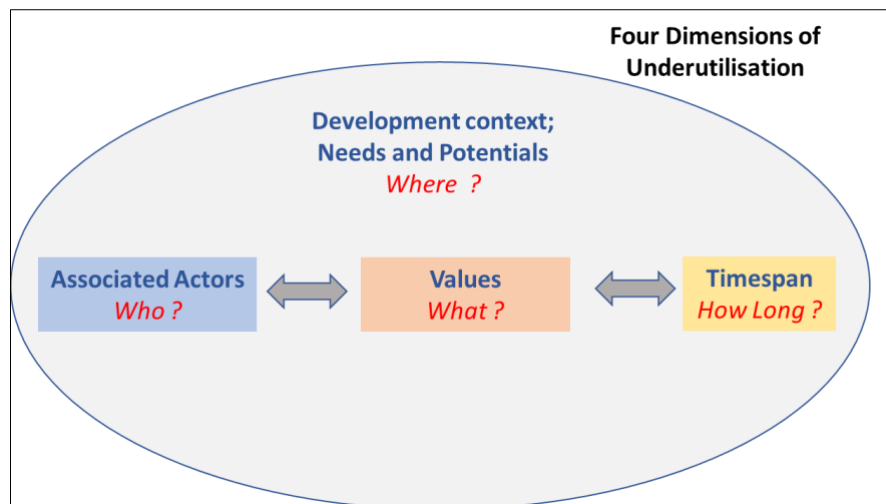 Four Dimensions of
Underutilisation
Development context;
Needs and Potentials
Where ?
Associated Actors
Who ?
Values
What ?
Timespan
How Long ?